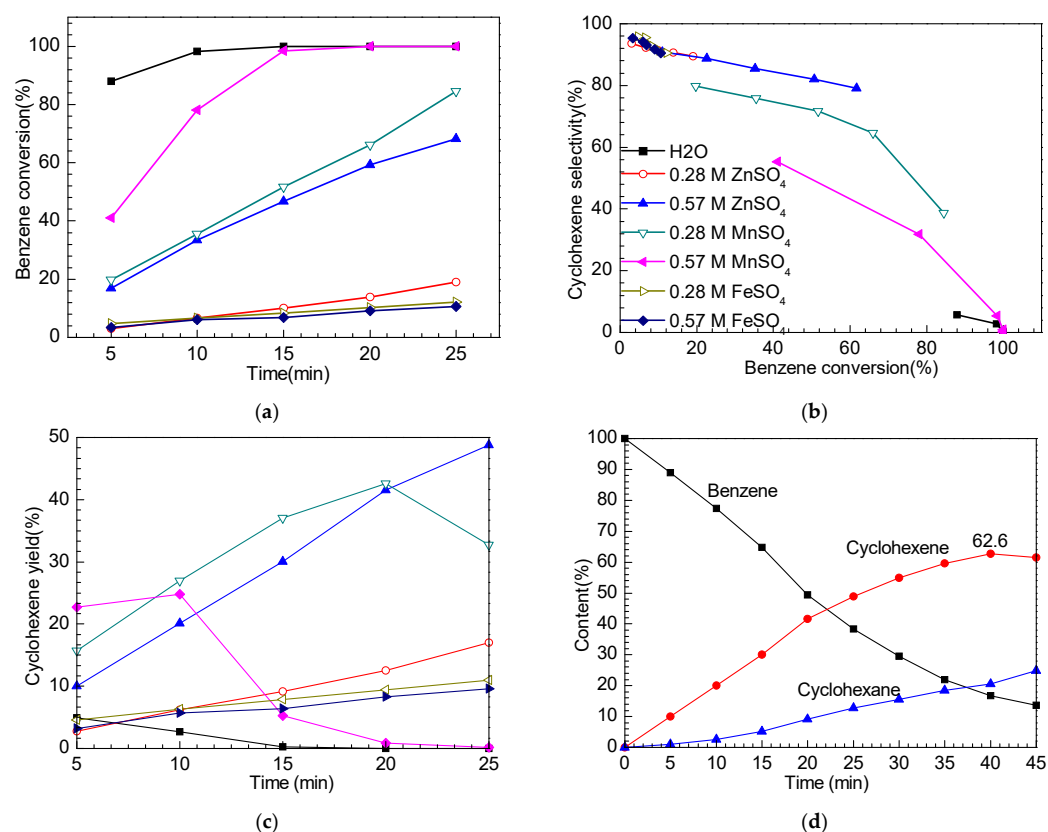 100
80
60
40
20
0
5
10
15
20
25
Benzene conversion(%)
Time(min)
(a)
100
80
60
40
20
0
0
20
40
60
80
100
Cyclohexene selectivity(%)
Benzene conversion(%)
H2O
0.28 M ZnSO4
0.57 M ZnSO4
0.28 M MnSO4
0.57 M MnSO4
0.28 M FeSO4
0.57 M FeSO4
(b)
50
40
30
20
10
0
5
10
15
20
25
Cyclohexene yield(%)
Time (min)
(c)
100
90
80
70
60
50
40
30
20
10
0
0
5
10
15
20
25
30
35
40
45
Content(%)
Benzene
Cyclohexene
62.6
Cyclohexane
Time (min)
(d)